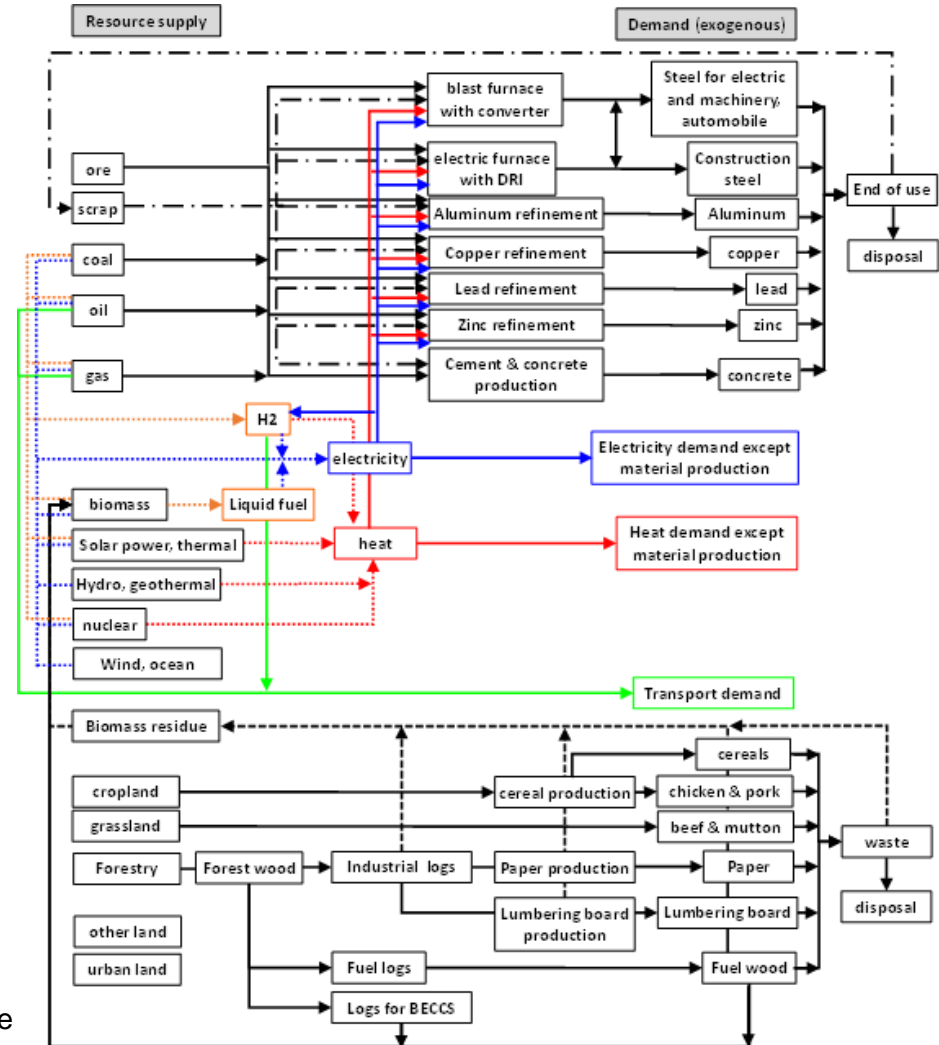 Resource supply
Demand (exogenous)
blast furnace
with converter
Steel for electric
and machinery,
automobile
ore
electric furnace
with DRI
Construction
steel
End of use
scrap
Aluminum refinement
Aluminum
coal
Copper refinement
copper
disposal
Lead refinement
lead
oil
Zinc refinement
zinc
gas
Cement & concrete
production
concrete
H2
electricity
Electricity demand except
material production
biomass
Liquid fuel
Solar power, thermal
heat
Heat demand except
material production
Hydro, geothermal
nuclear
Wind, ocean
Transport demand
Biomass residue
cereals
cropland
cereal production
chicken & pork
grassland
beef & mutton
waste
Forestry
Forest wood
Industrial logs
Paper production
Paper
disposal
Lumbering board
production
Lumbering board
other land
urban land
Fuel logs
Fuel wood
Logs for BECCS
e